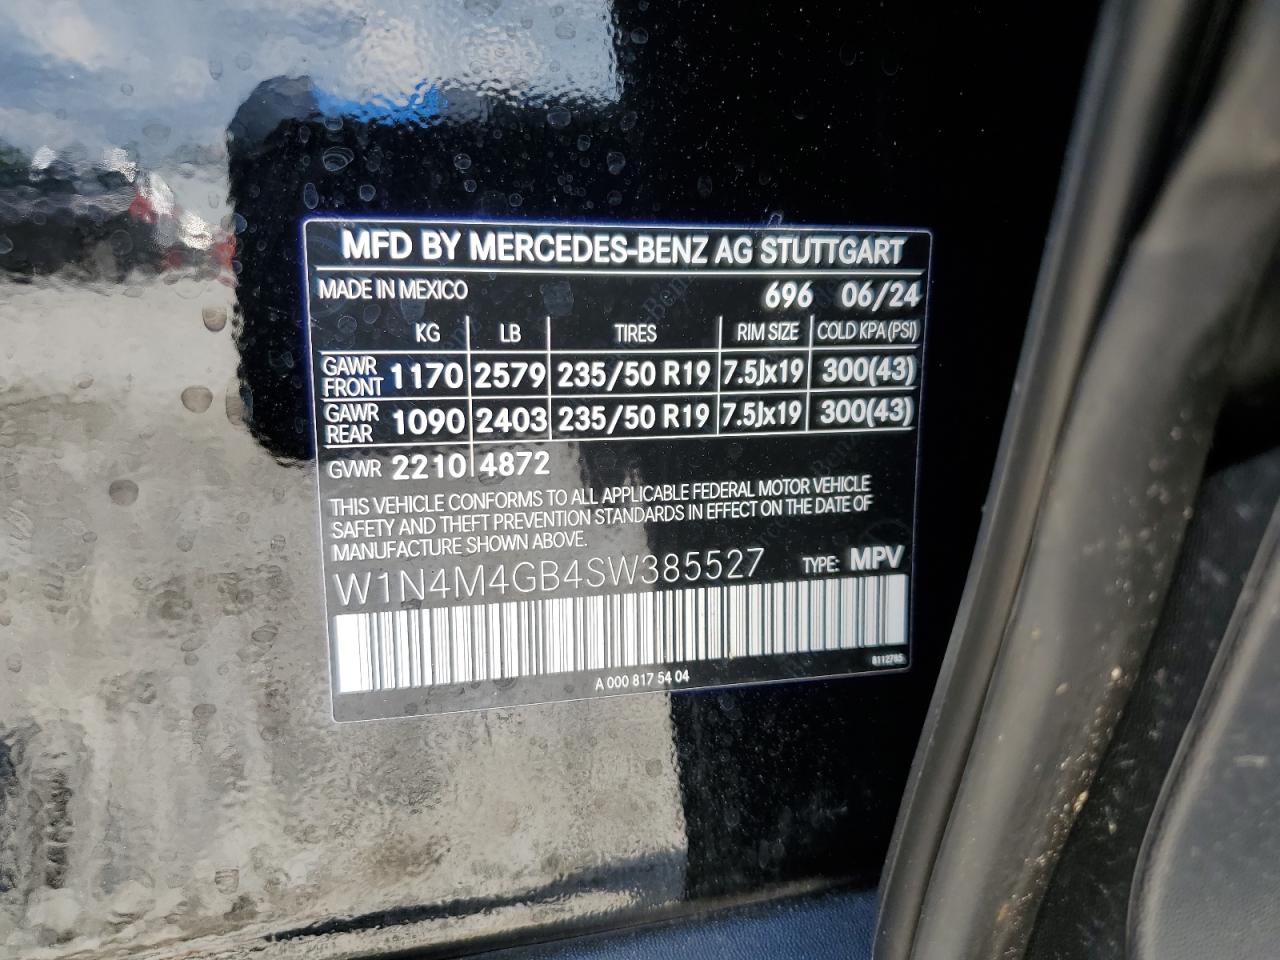 MFD BY MERCEDES-BENZ AG STUTTGART
MADE IN MEXICO 696 06/24
KG LB TIRES RIM SIZE COLD KPA (PSI)
GAWR FRONT 1170 2579 235/50 R19 7.5Jx19 300(43)
GAWR REAR 1090 2403 235/50 R19 7.5Jx19 300(43)
GVWR 2210 4872
THIS VEHICLE CONFORMS TO ALL APPLICABLE FEDERAL MOTOR VEHICLE
SAFETY AND THEFT PREVENTION STANDARDS IN EFFECT ON THE DATE OF
MANUFACTURE SHOWN ABOVE.
W1N4M4GB4SW385527 TYPE: MPV
8112785
A 000 817 54 04